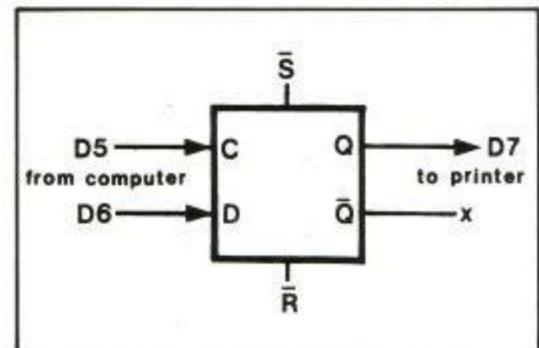 S̅
D5 C Q D7
from computer to printer
D6 D Q̅ x
R̅